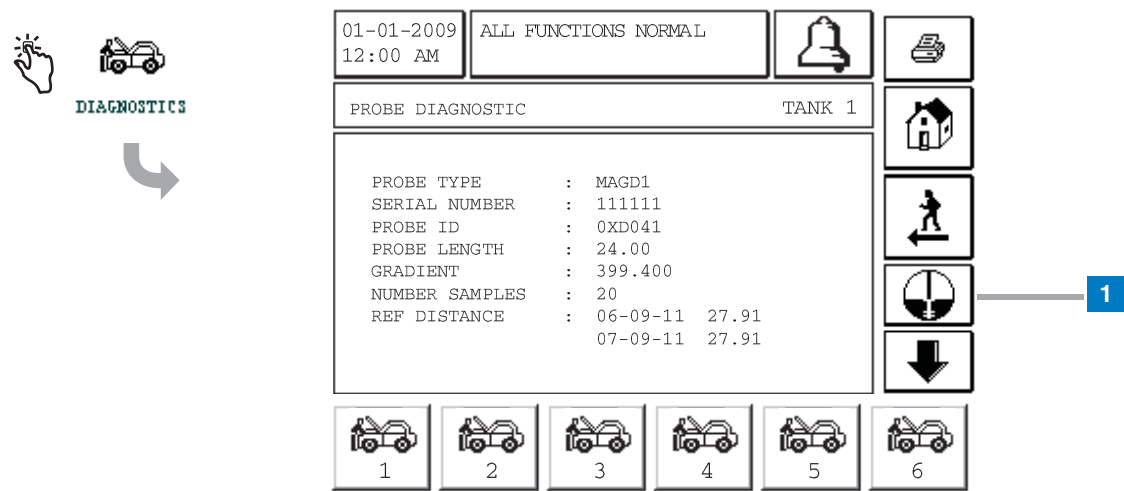 DIAGNOSTICS
01-01-2009
12:00 AM
ALL FUNCTIONS NORMAL
PROBE DIAGNOSTIC TANK 1
PROBE TYPE : MAGD1
SERIAL NUMBER : 111111
PROBE ID : 0XD041
PROBE LENGTH : 24.00
GRADIENT : 399.400
NUMBER SAMPLES : 20
REF DISTANCE : 06-09-11 27.91
07-09-11 27.91
1
1 2 3 4 5 6